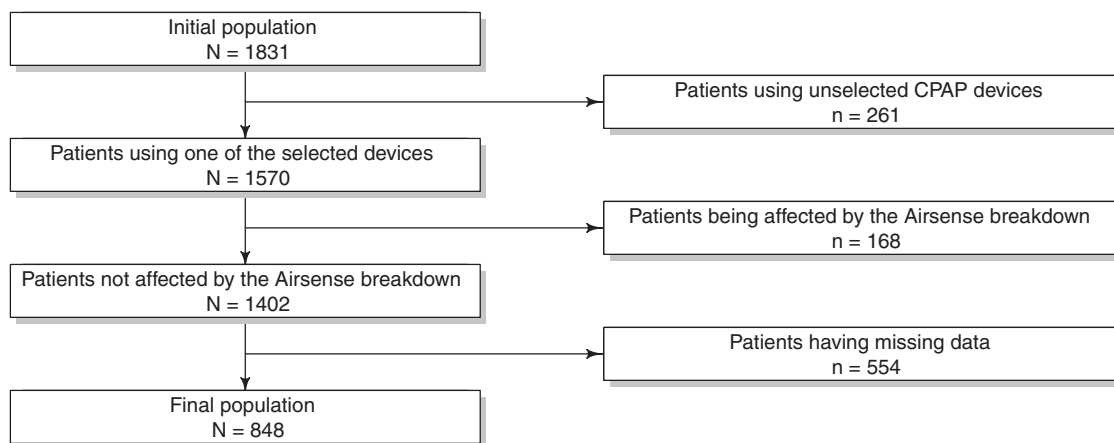 Initial population
N = 1831
Patients using unselected CPAP devices
n = 261
Patients using one of the selected devices
N = 1570
Patients being affected by the Airsense breakdown
n = 168
Patients not affected by the Airsense breakdown
N = 1402
Patients having missing data
n = 554
Final population
N = 848